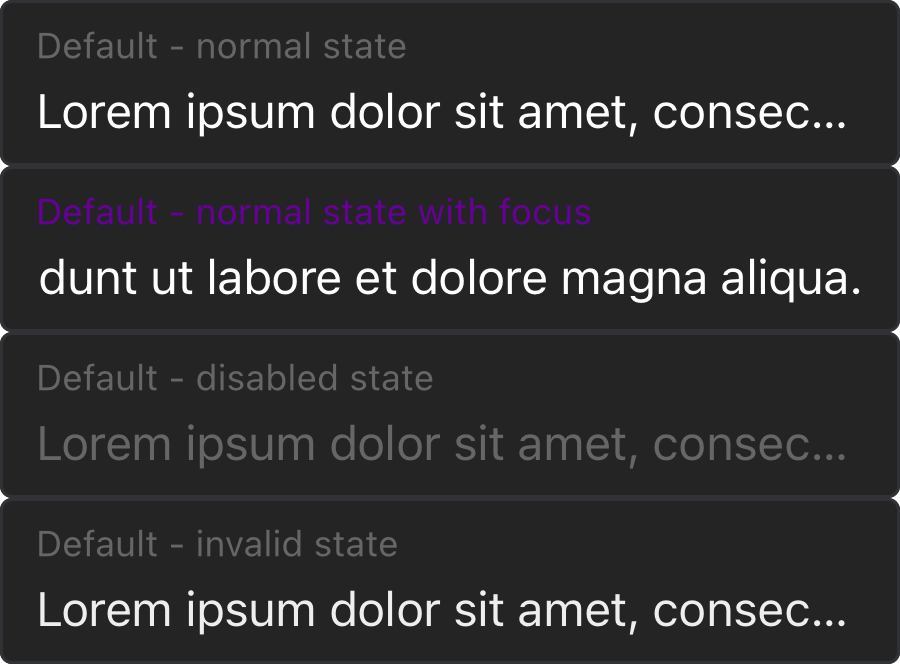 Default - normal state
Lorem ipsum dolor sit amet, consec...
Default - normal state with focus
dunt ut labore et dolore magna aliqua.
Default - disabled state
Lorem ipsum dolor sit amet, consec...
Default - invalid state
Lorem ipsum dolor sit amet, consec...